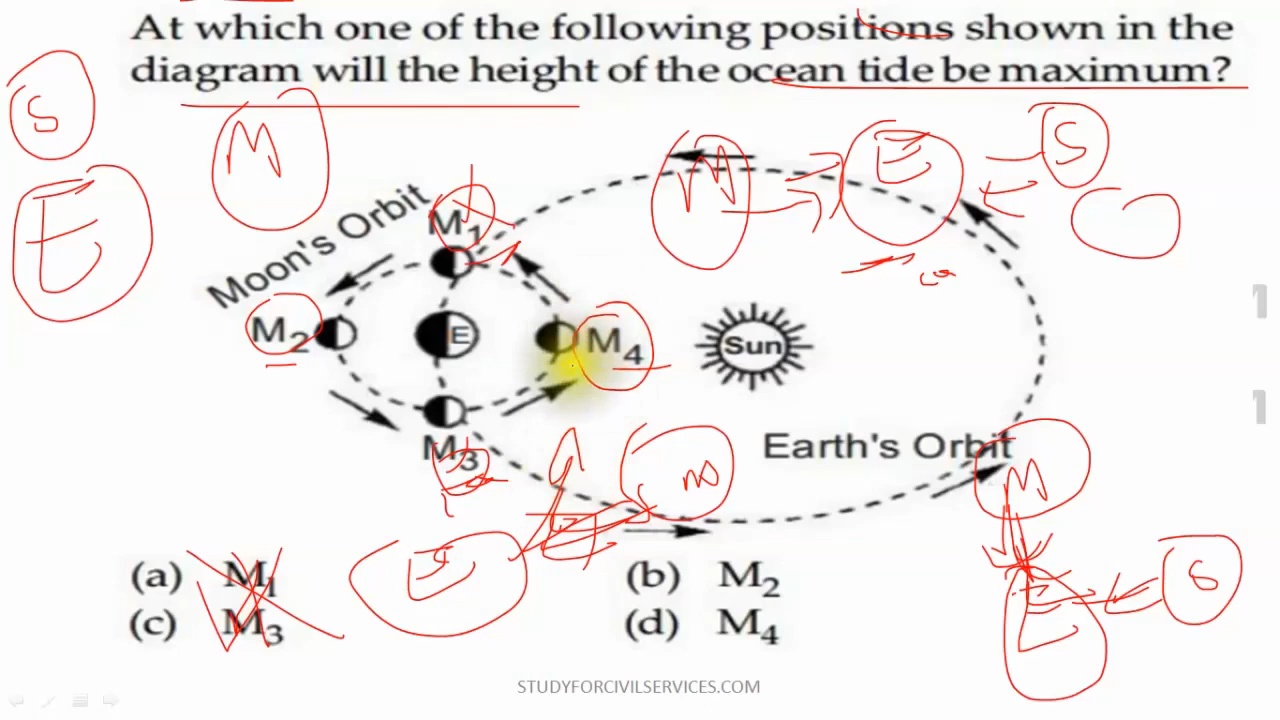 At which one of the following positions shown in the
diagram will the height of the ocean tide be maximum?
S
M
M
E
S
E
Moon's Orbit
M1
M2
E
M4
Sun
M3
Earth's Orbit
M
E
S
(a) M1
(b) M2
(c) M3
(d) M4
STUDYFORCIVILSERVICES.COM